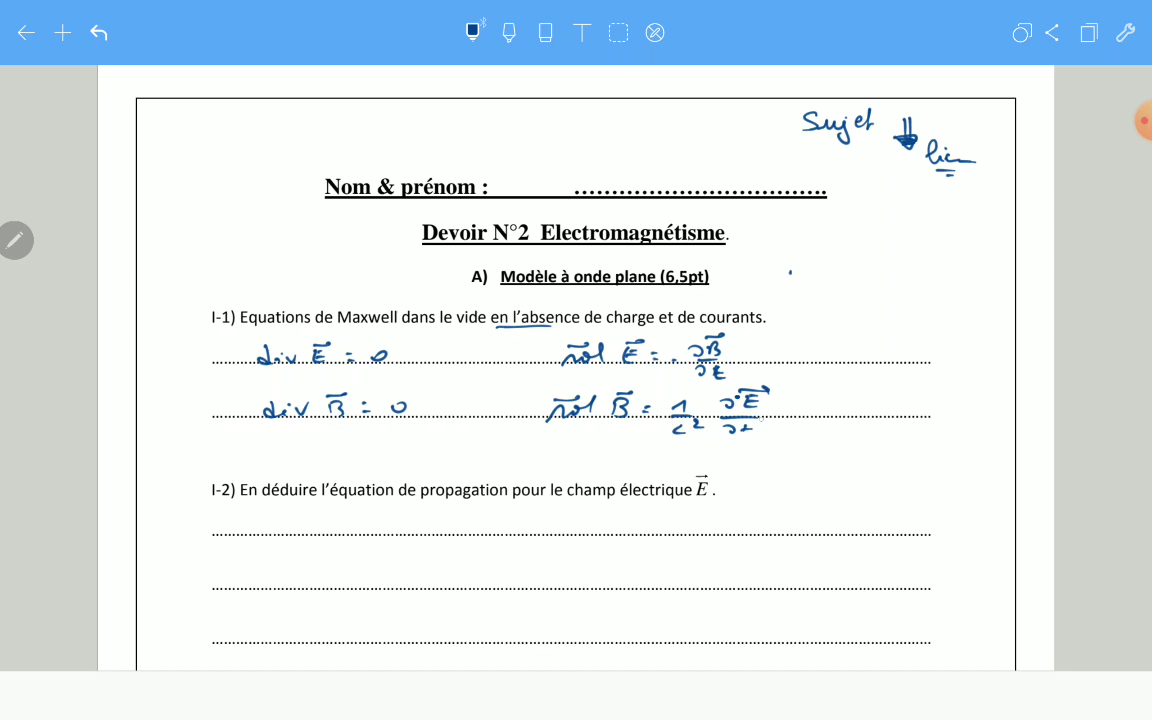 Sujet ⇓
lien
Nom & prénom : ……………………………….
Devoir N°2 Electromagnétisme.
A) Modèle à onde plane (6,5pt)
I-1) Equations de Maxwell dans le vide en l'absence de charge et de courants.
div E⃗ = 0 rot⃗ E⃗ = - ∂B⃗/∂t
div B⃗ = 0 rot⃗ B⃗ = 1/c² ∂E⃗/∂t
I-2) En déduire l'équation de propagation pour le champ électrique E⃗ .